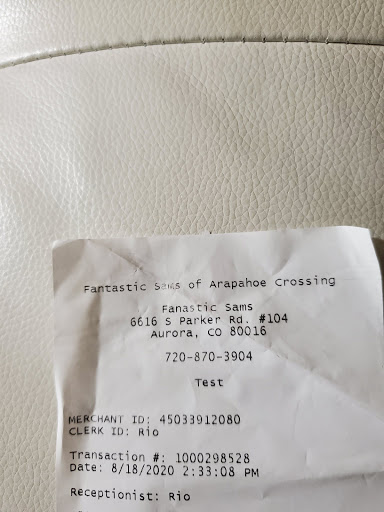 Fantastic Sams of Arapahoe Crossing
Fanastic Sams
6616 S Parker Rd. #104
Aurora, CO 80016
720-870-3904
Test
MERCHANT ID: 45033912080
CLERK ID: Rio
Transaction #: 1000298528
Date: 8/18/2020 2:33:08 PM
Receptionist: Rio